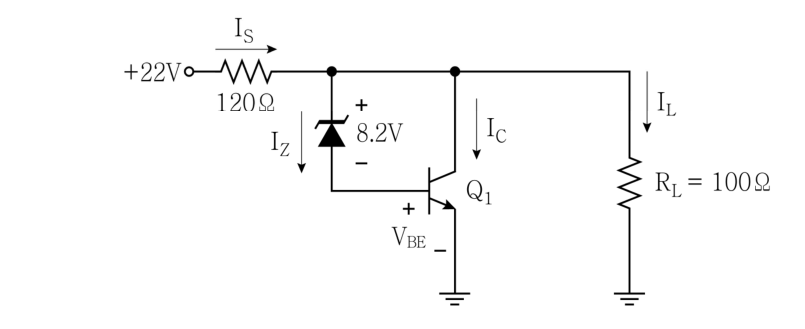 I_S
+22V
120Ω
+
8.2V
−
I_Z
I_C
I_L
R_L = 100Ω
Q_1
+
V_BE
−